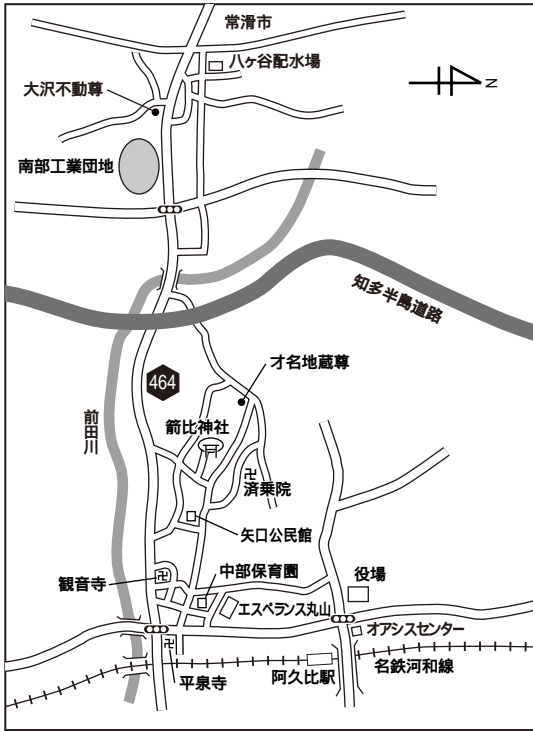 常滑市
八ヶ谷配水場
大沢不動尊
N
南部工業団地
知多半島道路
464
才名地蔵尊
前田川
箭比神社
済乗院
矢口公民館
観音寺
中部保育園
役場
エスペランス丸山
オアシスセンター
平泉寺
阿久比駅
名鉄河和線